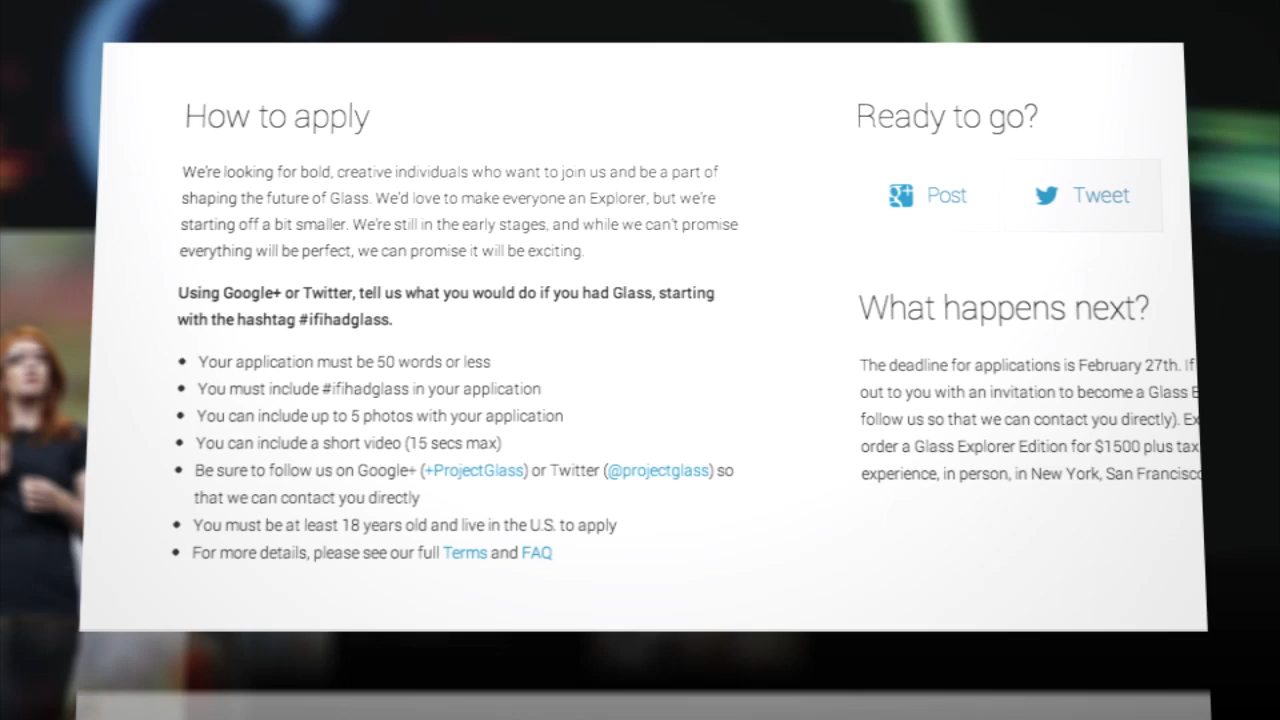 How to apply
We're looking for bold, creative individuals who want to join us and be a part of
shaping the future of Glass. We'd love to make everyone an Explorer, but we're
starting off a bit smaller. We're still in the early stages, and while we can't promise
everything will be perfect, we can promise it will be exciting.
Using Google+ or Twitter, tell us what you would do if you had Glass, starting
with the hashtag #ifihadglass.
• Your application must be 50 words or less
• You must include #ifihadglass in your application
• You can include up to 5 photos with your application
• You can include a short video (15 secs max)
• Be sure to follow us on Google+ (+ProjectGlass) or Twitter (@projectglass) so
that we can contact you directly
• You must be at least 18 years old and live in the U.S. to apply
• For more details, please see our full Terms and FAQ
Ready to go?
Post Tweet
What happens next?
The deadline for applications is February 27th. If
out to you with an invitation to become a Glass
follow us so that we can contact you directly).
order a Glass Explorer Edition for $1500 plus tax
experience, in person, in New York, San Francisco